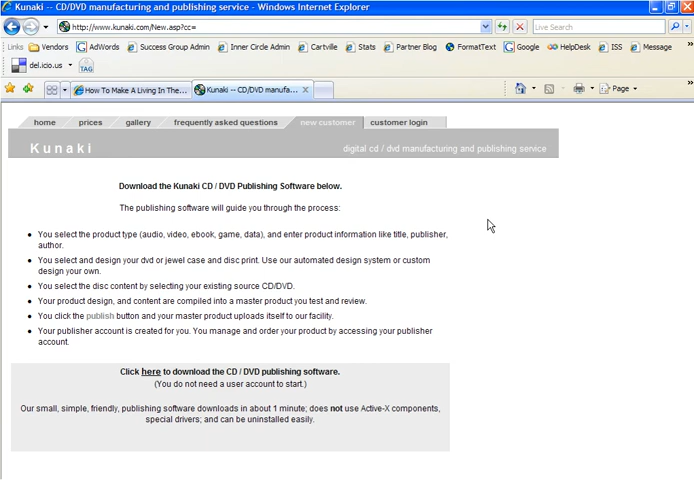 Kunaki -- CD/DVD manufacturing and publishing service - Windows Internet Explorer
http://www.kunaki.com/New.asp?cc=
Live Search
Links Vendors AdWords Success Group Admin Inner Circle Admin Cartville Stats Partner Blog FormatText Google HelpDesk ISS Message
del.icio.us TAG
How To Make A Living In The... Kunaki -- CD/DVD manufa... Page
home prices gallery frequently asked questions new customer customer login
Kunaki digital cd / dvd manufacturing and publishing service
Download the Kunaki CD / DVD Publishing Software below.
The publishing software will guide you through the process:
• You select the product type (audio, video, ebook, game, data), and enter product information like title, publisher,
author.
• You select and design your dvd or jewel case and disc print. Use our automated design system or custom
design your own.
• You select the disc content by selecting your existing source CD/DVD.
• Your product design, and content are compiled into a master product you test and review.
• You click the publish button and your master product uploads itself to our facility.
• Your publisher account is created for you. You manage and order your product by accessing your publisher
account.
Click here to download the CD / DVD publishing software.
(You do not need a user account to start.)
Our small, simple, friendly, publishing software downloads in about 1 minute; does not use Active-X components,
special drivers; and can be uninstalled easily.